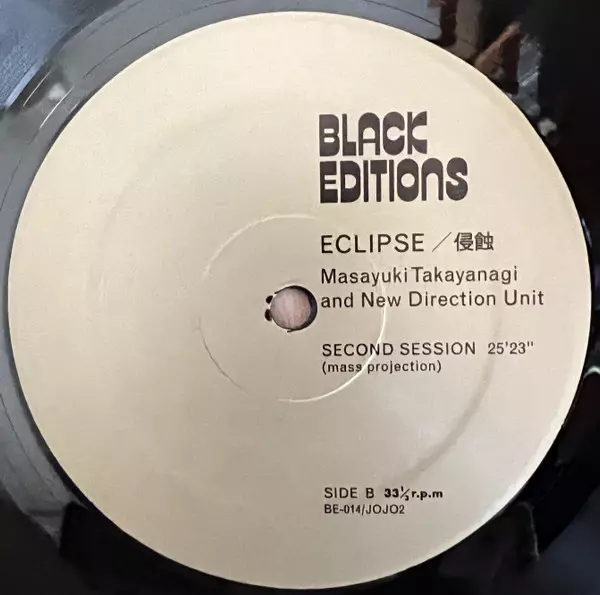 BLACK
EDITIONS
ECLIPSE／侵蝕
Masayuki Takayanagi
and New Direction Unit
SECOND SESSION 25'23"
(mass projection)
SIDE B 33⅓ r.p.m
BE-014/JOJO2